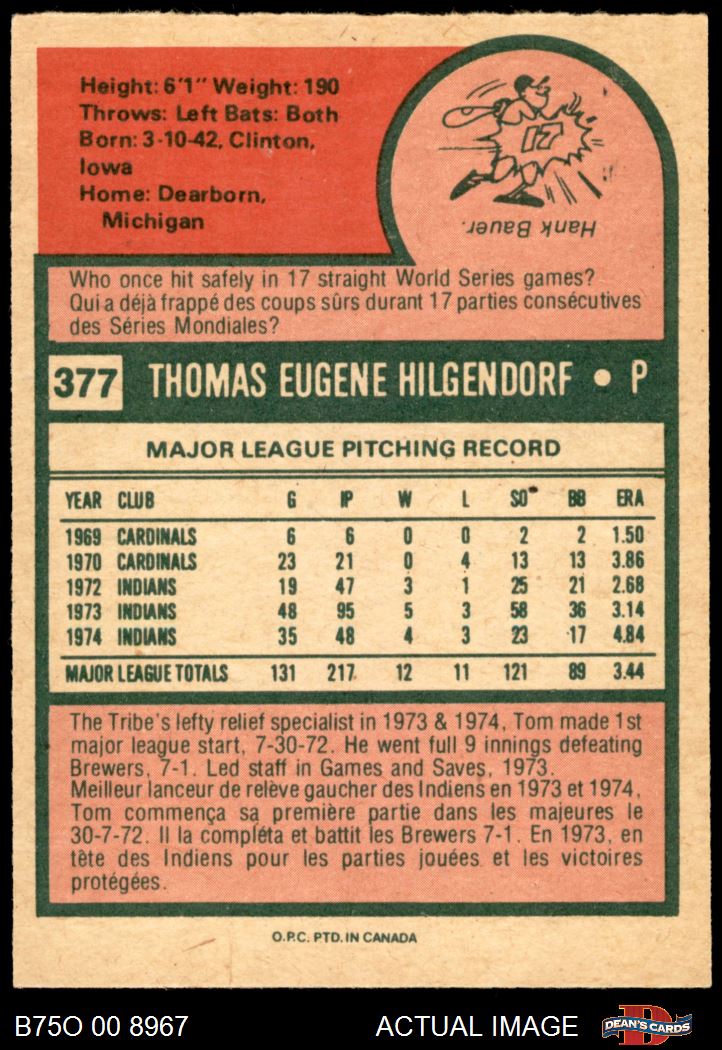 Height: 6'1" Weight: 190
Throws: Left Bats: Both
Born: 3-10-42, Clinton,
Iowa
Home: Dearborn,
Michigan
17
Hank Bauer.
Who once hit safely in 17 straight World Series games?
Qui a déjà frappé des coups sûrs durant 17 parties consécutives
des Séries Mondiales?
377 THOMAS EUGENE HILGENDORF • P
MAJOR LEAGUE PITCHING RECORD
YEAR CLUB G IP W L SO BB ERA
1969 CARDINALS 6 6 0 0 2 2 1.50
1970 CARDINALS 23 21 0 4 13 13 3.86
1972 INDIANS 19 47 3 1 25 21 2.68
1973 INDIANS 48 95 5 3 58 36 3.14
1974 INDIANS 35 48 4 3 23 17 4.84
MAJOR LEAGUE TOTALS 131 217 12 11 121 89 3.44
The Tribe's lefty relief specialist in 1973 & 1974, Tom made 1st
major league start, 7-30-72. He went full 9 innings defeating
Brewers, 7-1. Led staff in Games and Saves, 1973.
Meilleur lanceur de relève gaucher des Indiens en 1973 et 1974,
Tom commença sa première partie dans les majeures le
30-7-72. Il la compléta et battit les Brewers 7-1. En 1973, en
tête des Indiens pour les parties jouées et les victoires
protégées.
O.P.C. PTD. IN CANADA
B75O 00 8967 ACTUAL IMAGE D DEAN'S CARDS